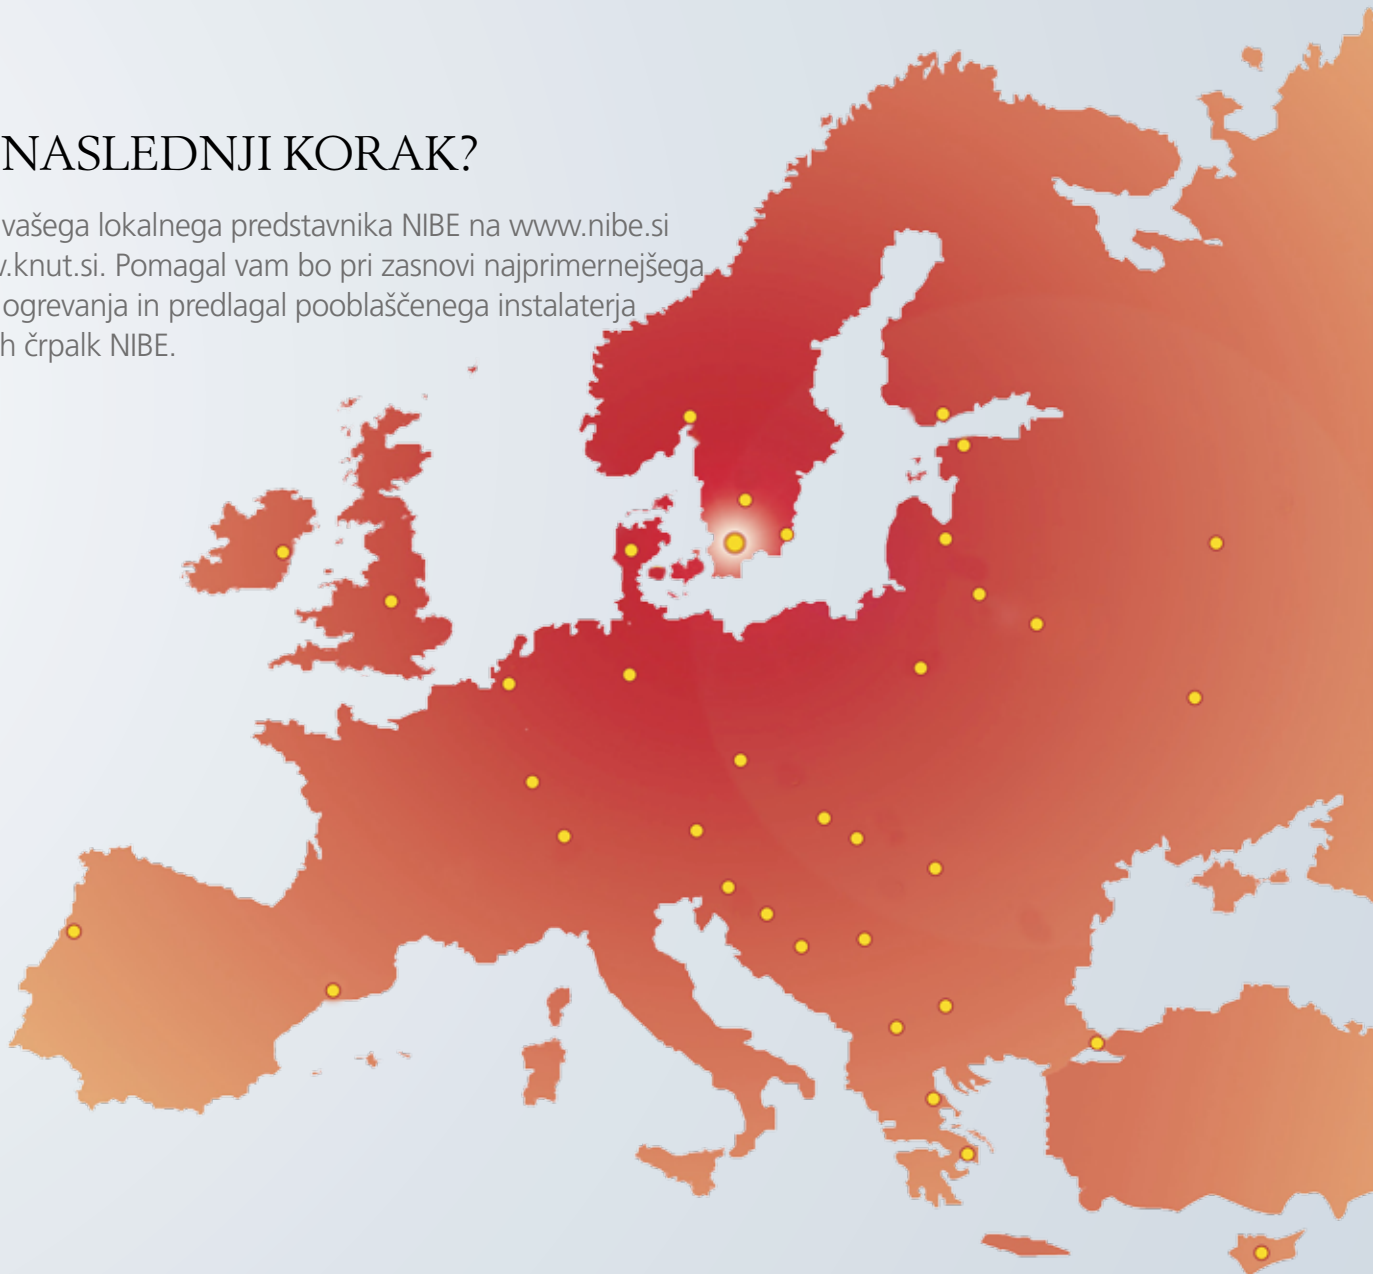 NASLEDNJI KORAK?
vašega lokalnega predstavnika NIBE na www.nibe.si
w.knut.si. Pomagal vam bo pri zasnovi najprimernejšega
ogrevanja in predlagal pooblaščenega instalaterja
h črpalk NIBE.